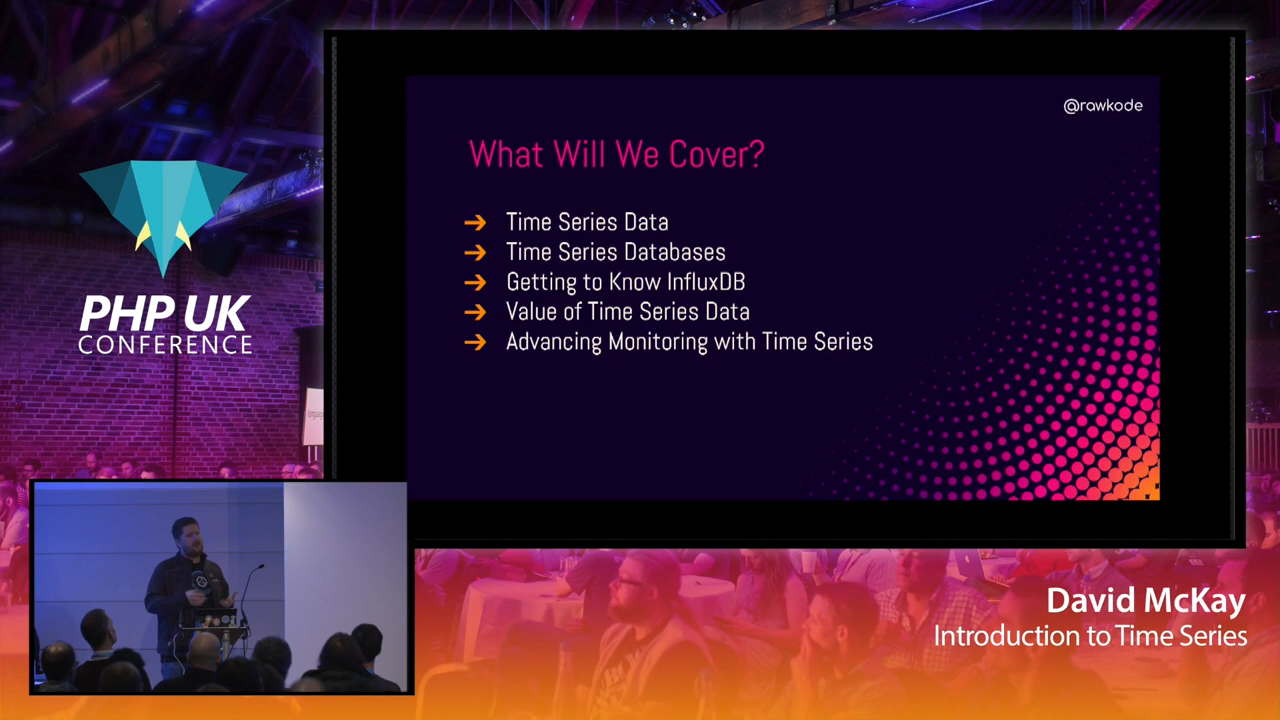 @rawkode
What Will We Cover?
➔ Time Series Data
➔ Time Series Databases
➔ Getting to Know InfluxDB
➔ Value of Time Series Data
➔ Advancing Monitoring with Time Series
PHP UK
CONFERENCE
David McKay
Introduction to Time Series